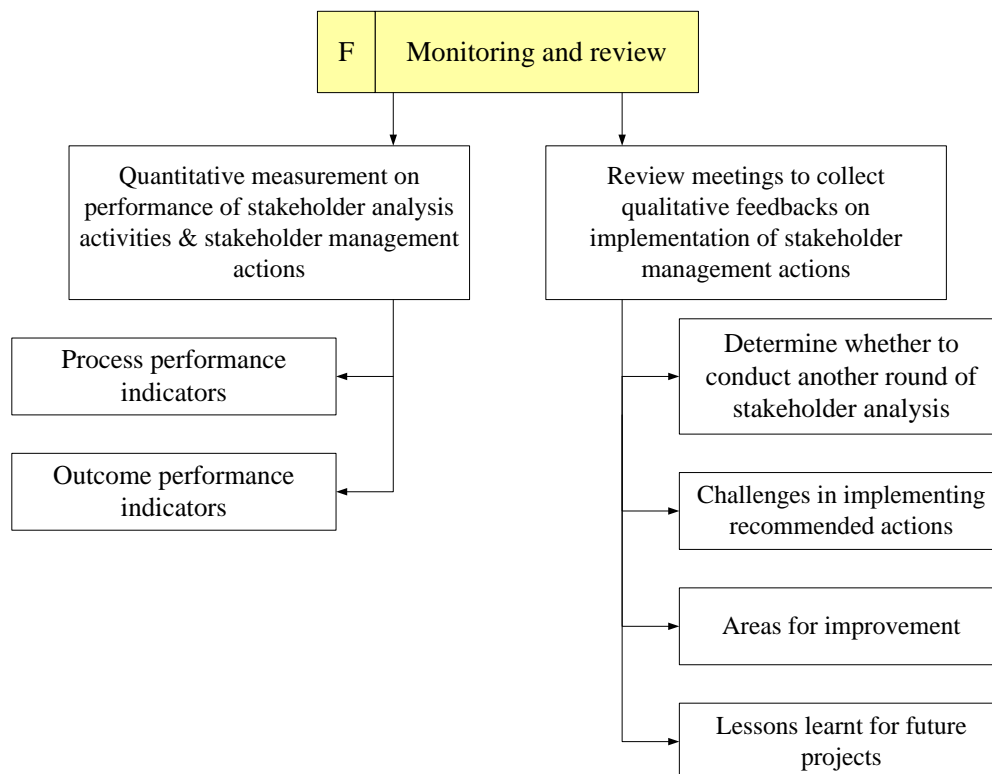 F
Monitoring and review
Quantitative measurement on
performance of stakeholder analysis
activities & stakeholder management
actions
Process performance
indicators
Outcome performance
indicators
Review meetings to collect
qualitative feedbacks on
implementation of stakeholder
management actions
Determine whether to
conduct another round of
stakeholder analysis
Challenges in implementing
recommended actions
Areas for improvement
Lessons learnt for future
projects